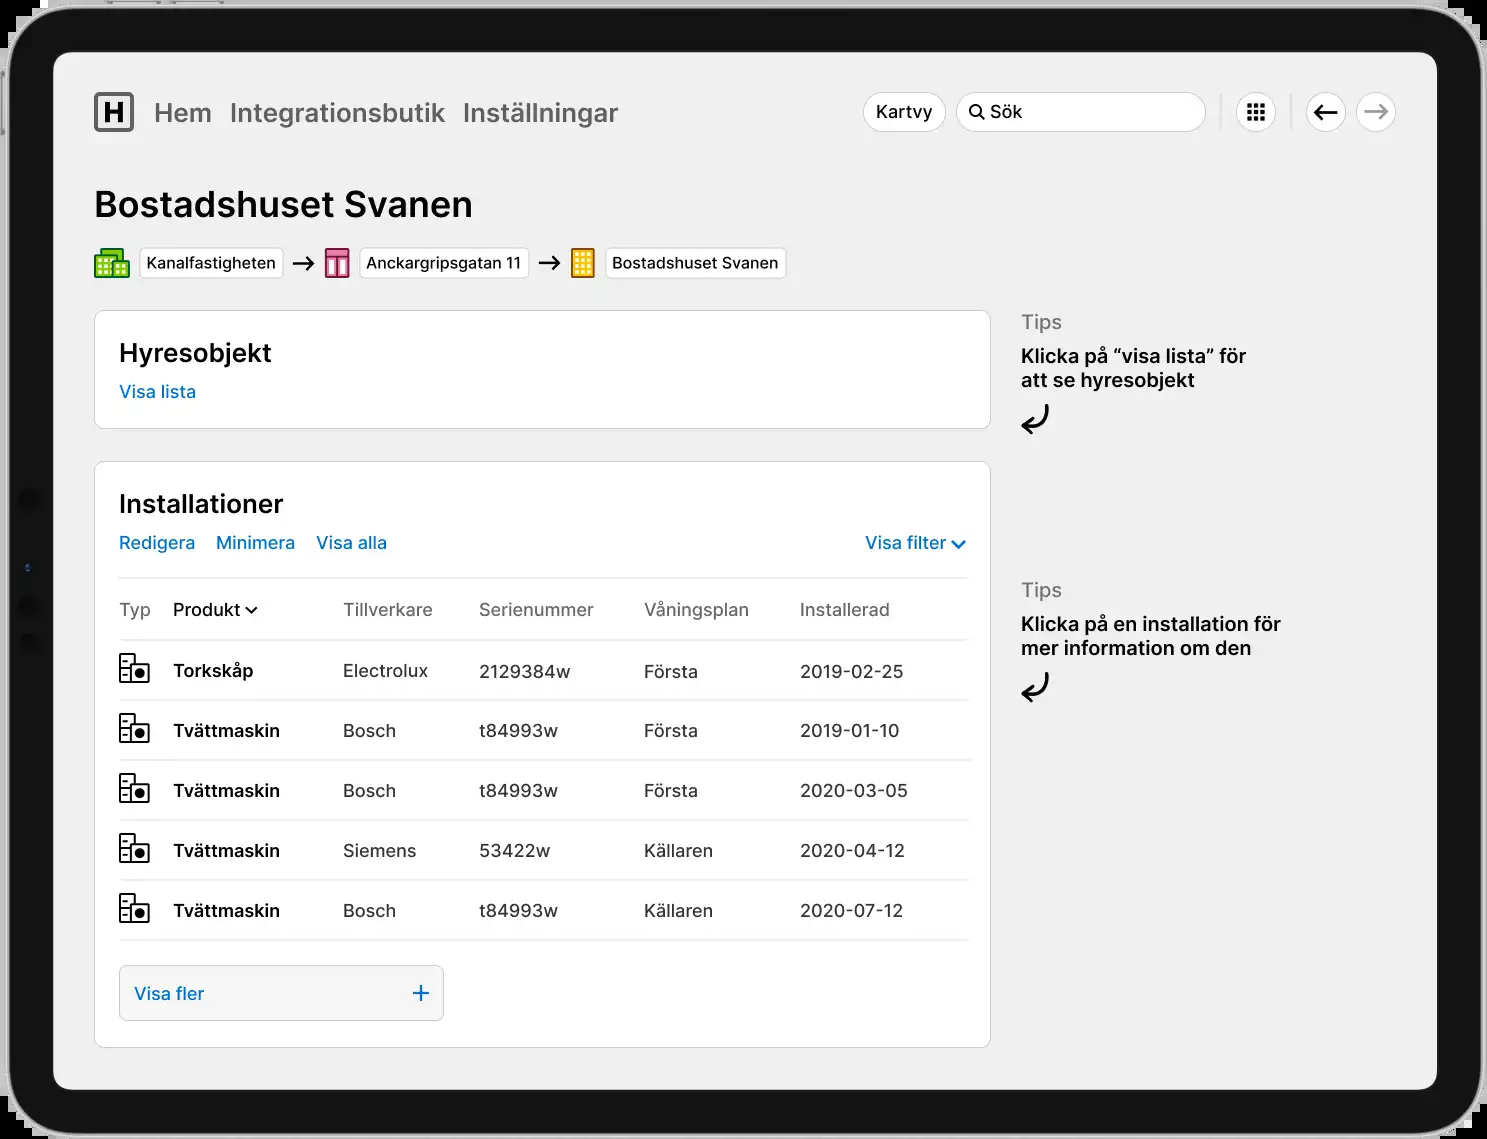 H Hem Integrationsbutik Inställningar Kartvy Sök
Bostadshuset Svanen
Kanalfastigheten → Anckargripsgatan 11 → Bostadshuset Svanen
Hyresobjekt
Visa lista
Tips
Klicka på “visa lista” för
att se hyresobjekt
Installationer
Redigera Minimera Visa alla Visa filter
Typ Produkt Tillverkare Serienummer Våningsplan Installerad
Torkskåp Electrolux 2129384w Första 2019-02-25
Tvättmaskin Bosch t84993w Första 2019-01-10
Tvättmaskin Bosch t84993w Första 2020-03-05
Tvättmaskin Siemens 53422w Källaren 2020-04-12
Tvättmaskin Bosch t84993w Källaren 2020-07-12
Visa fler +
Tips
Klicka på en installation för
mer information om den